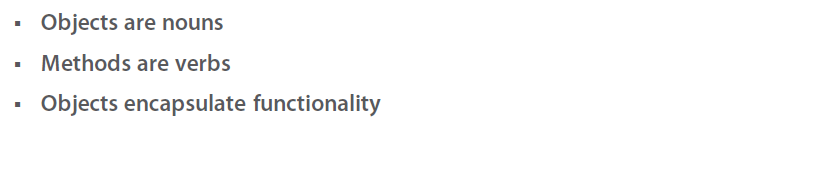 ▪ Objects are nouns
▪ Methods are verbs
▪ Objects encapsulate functionality